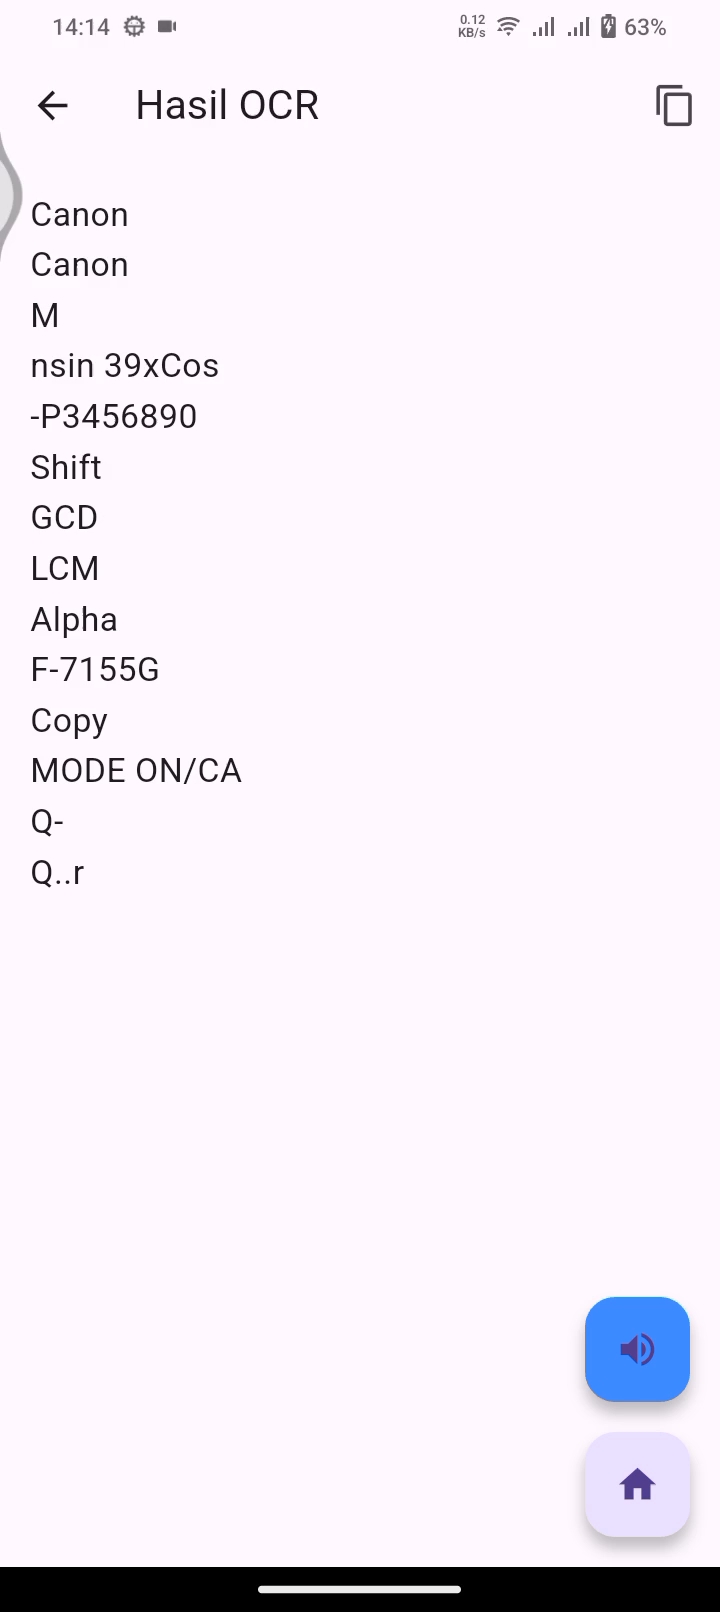 14:14
0.12
KB/s
63%
Hasil OCR
Canon
Canon
M
nsin 39xCos
-P3456890
Shift
GCD
LCM
Alpha
F-7155G
Copy
MODE ON/CA
Q-
Q..r